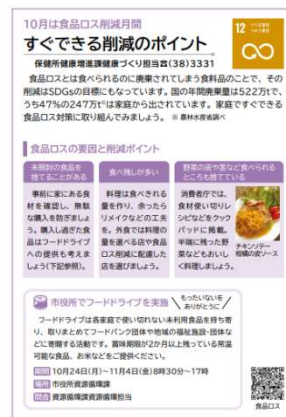 10月は食品ロス削減月間
すぐできる削減のポイント
保健所健康増進課健康づくり担当☎(38)3331
12 つくる責任
つかう責任
食品ロスとは食べられるのに廃棄されてしまう食料品のことで、その
削減はSDGsの目標にもなっています。国の年間廃棄量は522万㌧で、
うち47%の247万㌧は家庭から出されています。家庭ですぐできる
食品ロス対策に取り組んでみましょう。 ※ 農林水産省調べ
食品ロスの要因と削減ポイント
未開封の食品を
捨てることがある
事前に家にある食
材を確認し、無駄
な購入を防ぎましょ
う。購入し過ぎた食
品はフードドライブ
への提供も考えま
しょう(下記参照)。
食べ残しが多い
料理は食べきれる
量を作り、余ったら
リメイクなどの工夫
を。外食では料理の
量を選べる店や食品
ロス削減に配慮した
店を選びましょう。
野菜の皮や茎など食べられる
ところも捨てている
消費者庁では、
食材使い切りレ
シピなどをクック
パッドに掲載。
半端に残った野
菜などもおいし
く料理しましょう。
チキンソテー
柑橘の皮ソース
市役所でフードドライブを実施
もったいないを
ありがとうに
フードドライブは各家庭で使い切れない未利用食品を持ち寄
り、取りまとめてフードバンク団体や地域の福祉施設・団体な
どに寄贈する活動です。賞味期限が2か月以上残っている常温
可能な食品、お米などをご提供ください。
期間 10月24日(月)～11月4日(金)8時30分～17時
場所 市役所資源循環課
問合 資源循環課資源循環担当
食品ロス